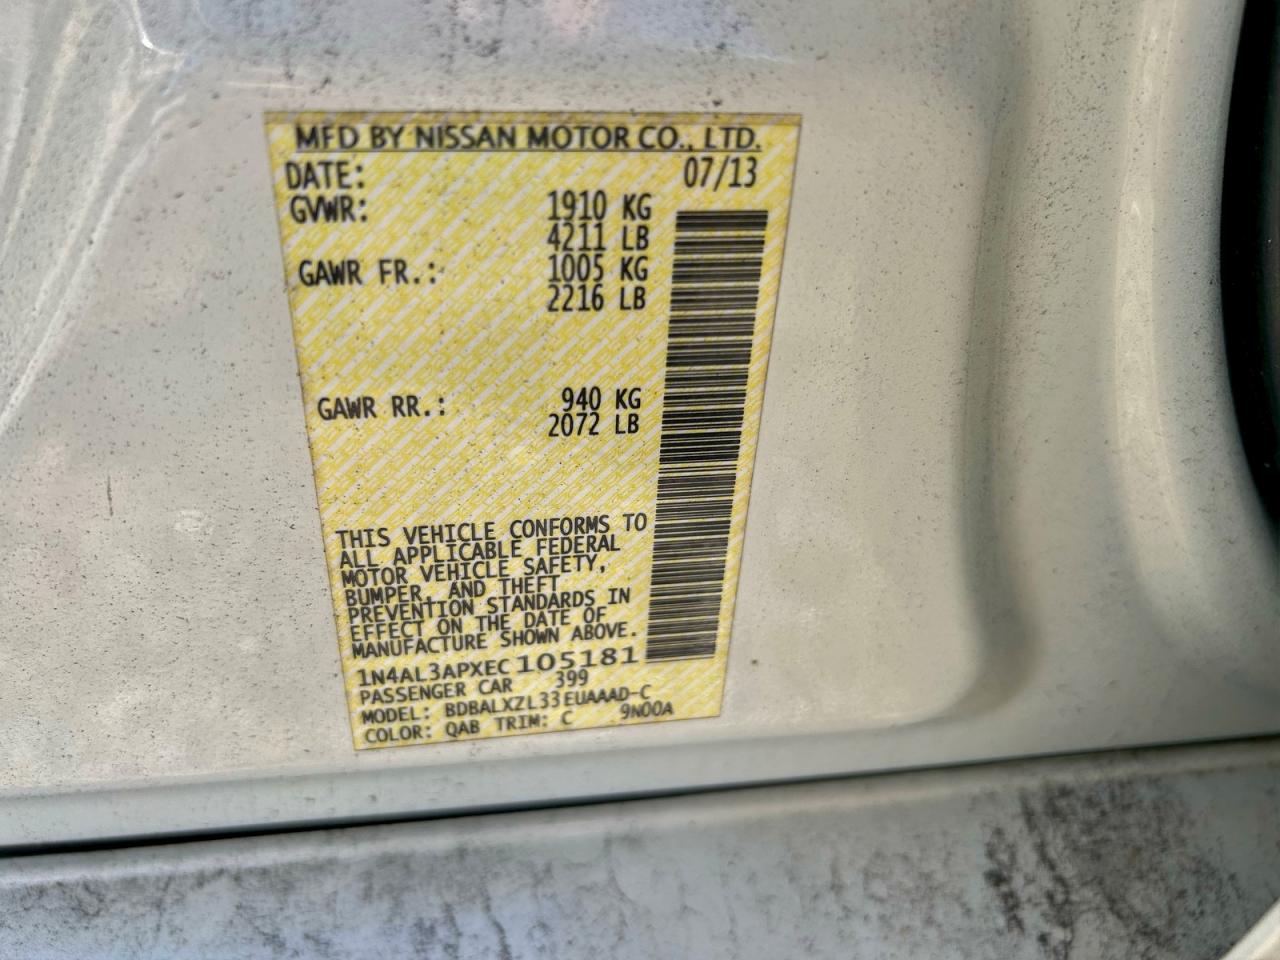 MFD BY NISSAN MOTOR CO., LTD.
DATE: 07/13
GVWR: 1910 KG
4211 LB
GAWR FR.: 1005 KG
2216 LB
GAWR RR.: 940 KG
2072 LB
THIS VEHICLE CONFORMS TO
ALL APPLICABLE FEDERAL
MOTOR VEHICLE SAFETY,
BUMPER, AND THEFT
PREVENTION STANDARDS IN
EFFECT ON THE DATE OF
MANUFACTURE SHOWN ABOVE.
1N4AL3APXEC105181
PASSENGER CAR 399
MODEL: BDBALXZL33EUAAAD-C
COLOR: QAB TRIM: C 9N00A